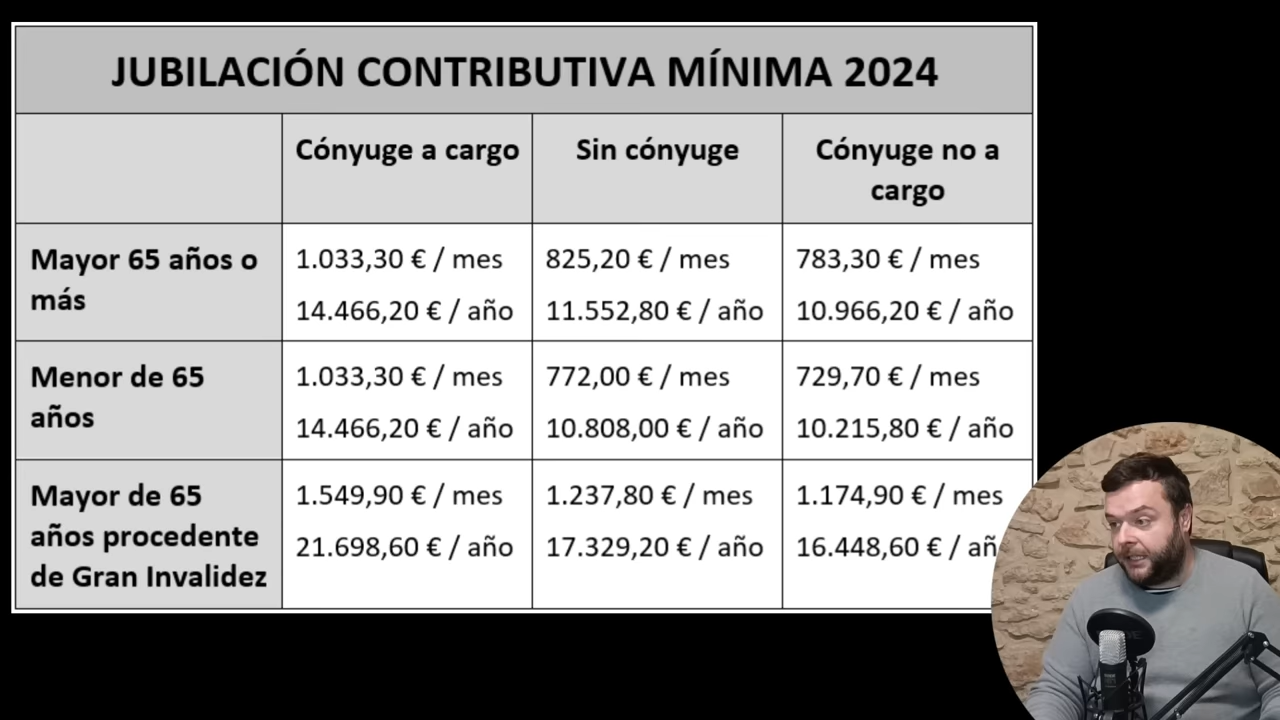 JUBILACIÓN CONTRIBUTIVA MÍNIMA 2024
Cónyuge a cargo
Sin cónyuge
Cónyuge no a
cargo
Mayor 65 años o
más
1.033,30 € / mes
14.466,20 € / año
825,20 € / mes
11.552,80 € / año
783,30 € / mes
10.966,20 € / año
Menor de 65
años
1.033,30 € / mes
14.466,20 € / año
772,00 € / mes
10.808,00 € / año
729,70 € / mes
10.215,80 € / año
Mayor de 65
años procedente
de Gran Invalidez
1.549,90 € / mes
21.698,60 € / año
1.237,80 € / mes
17.329,20 € / año
1.174,90 € / mes
16.448,60 € /